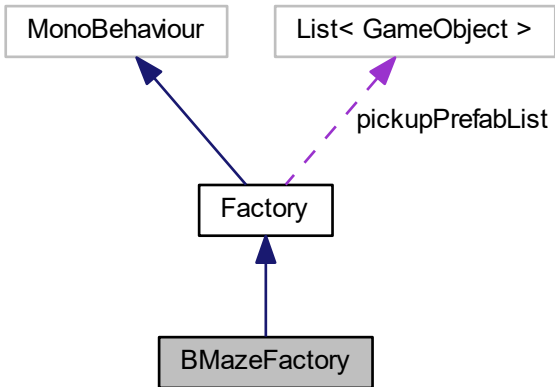 MonoBehaviour
List< GameObject >
pickupPrefabList
Factory
BMazeFactory